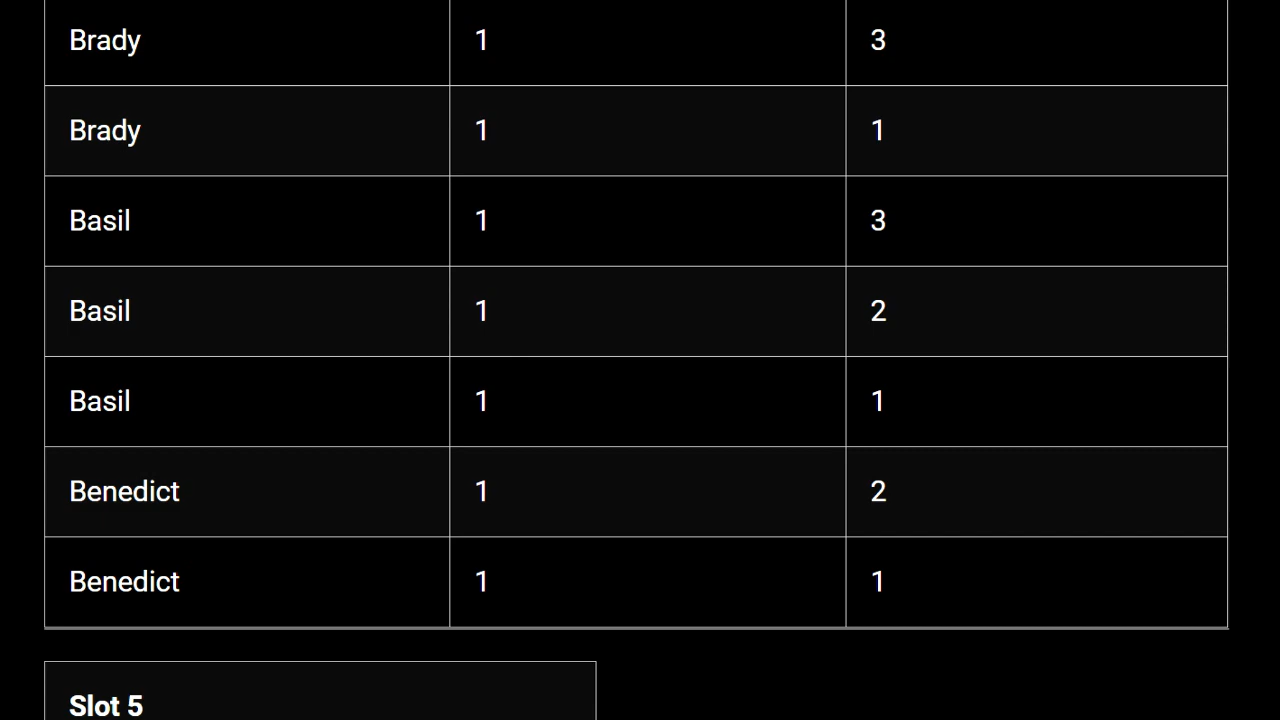 Brady 1 3
Brady 1 1
Basil 1 3
Basil 1 2
Basil 1 1
Benedict 1 2
Benedict 1 1
Slot 5